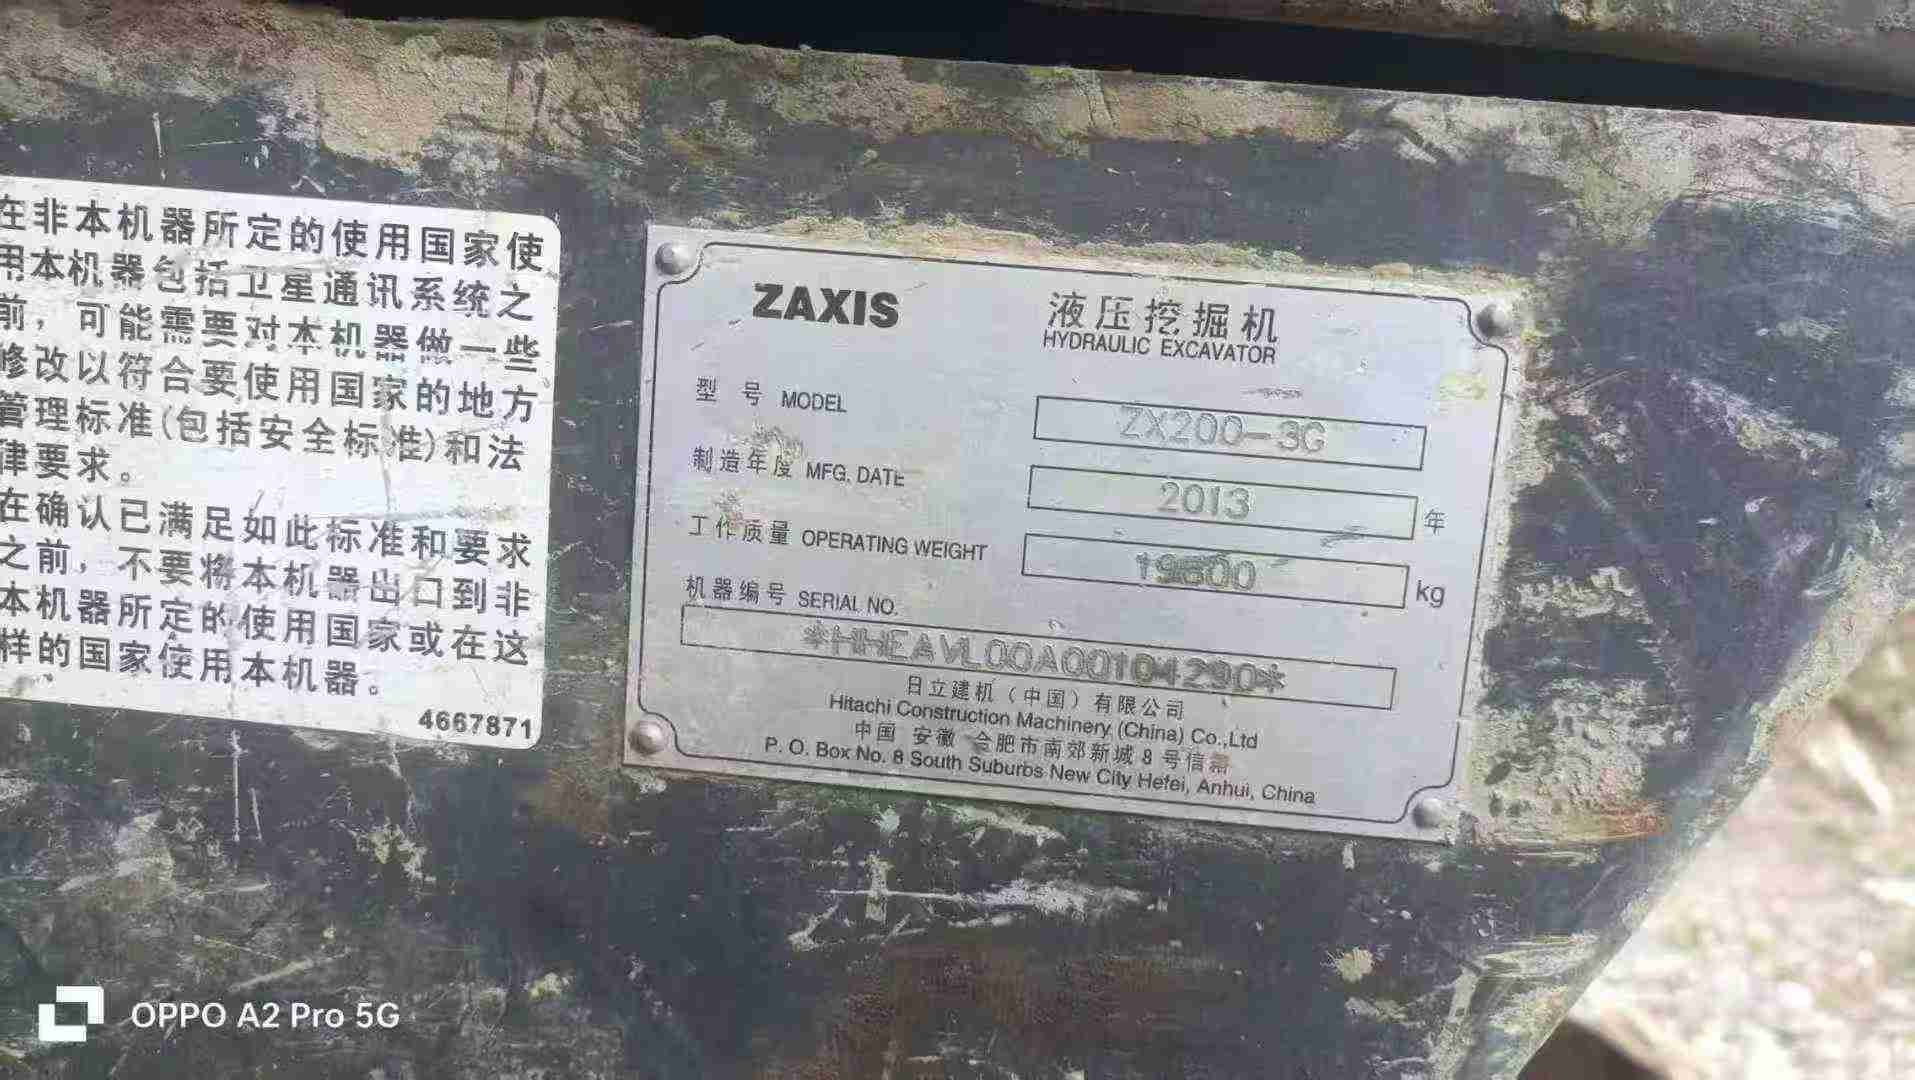 在非本机器所定的使用国家使
用本机器包括卫星通讯系统之
前，可能需要对本机器做一些
修改以符合要使用国家的地方
管理标准(包括安全标准)和法
律要求。
在确认已满足如此标准和要求
之前，不要将本机器出口到非
本机器所定的使用国家或在这
样的国家使用本机器。
4667871
ZAXIS
液压挖掘机
HYDRAULIC EXCAVATOR
型 号 MODEL ZX200-3G
制造年度 MFG. DATE 2013 年
工作质量 OPERATING WEIGHT kg
机器编号 SERIAL NO.
日立建机（中国）有限公司
Hitachi Construction Machinery (China) Co.,Ltd
中国 安徽 合肥市南郊新城 8 号信箱
P. O. Box No. 8 South Suburbs New City Hefei, Anhui, China
OPPO A2 Pro 5G